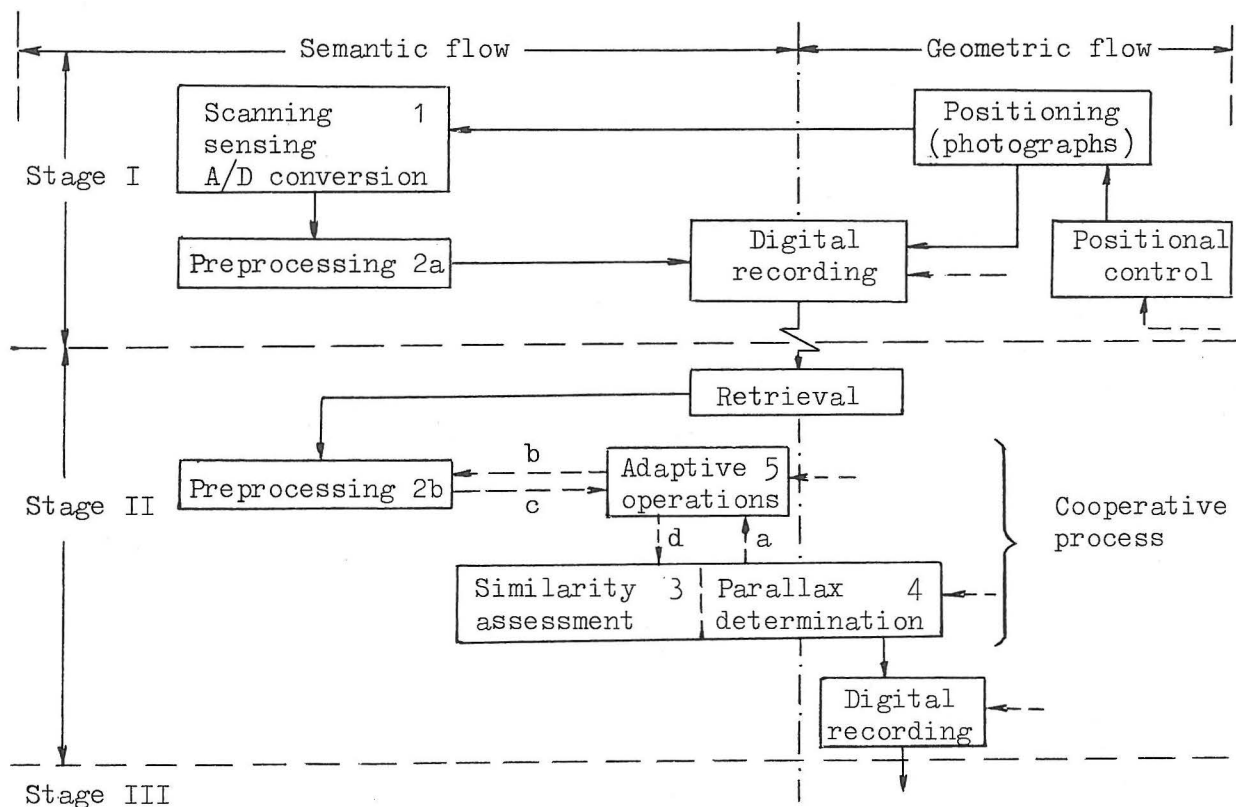 Semantic flow
Geometric flow
Stage I
Scanning 1
sensing
A/D conversion
Positioning
(photographs)
Preprocessing 2a
Digital
recording
Positional
control
Retrieval
Stage II
Preprocessing 2b
b
c
Adaptive 5
operations
d
a
Cooperative
process
Similarity 3
assessment
Parallax 4
determination
Digital
recording
Stage III